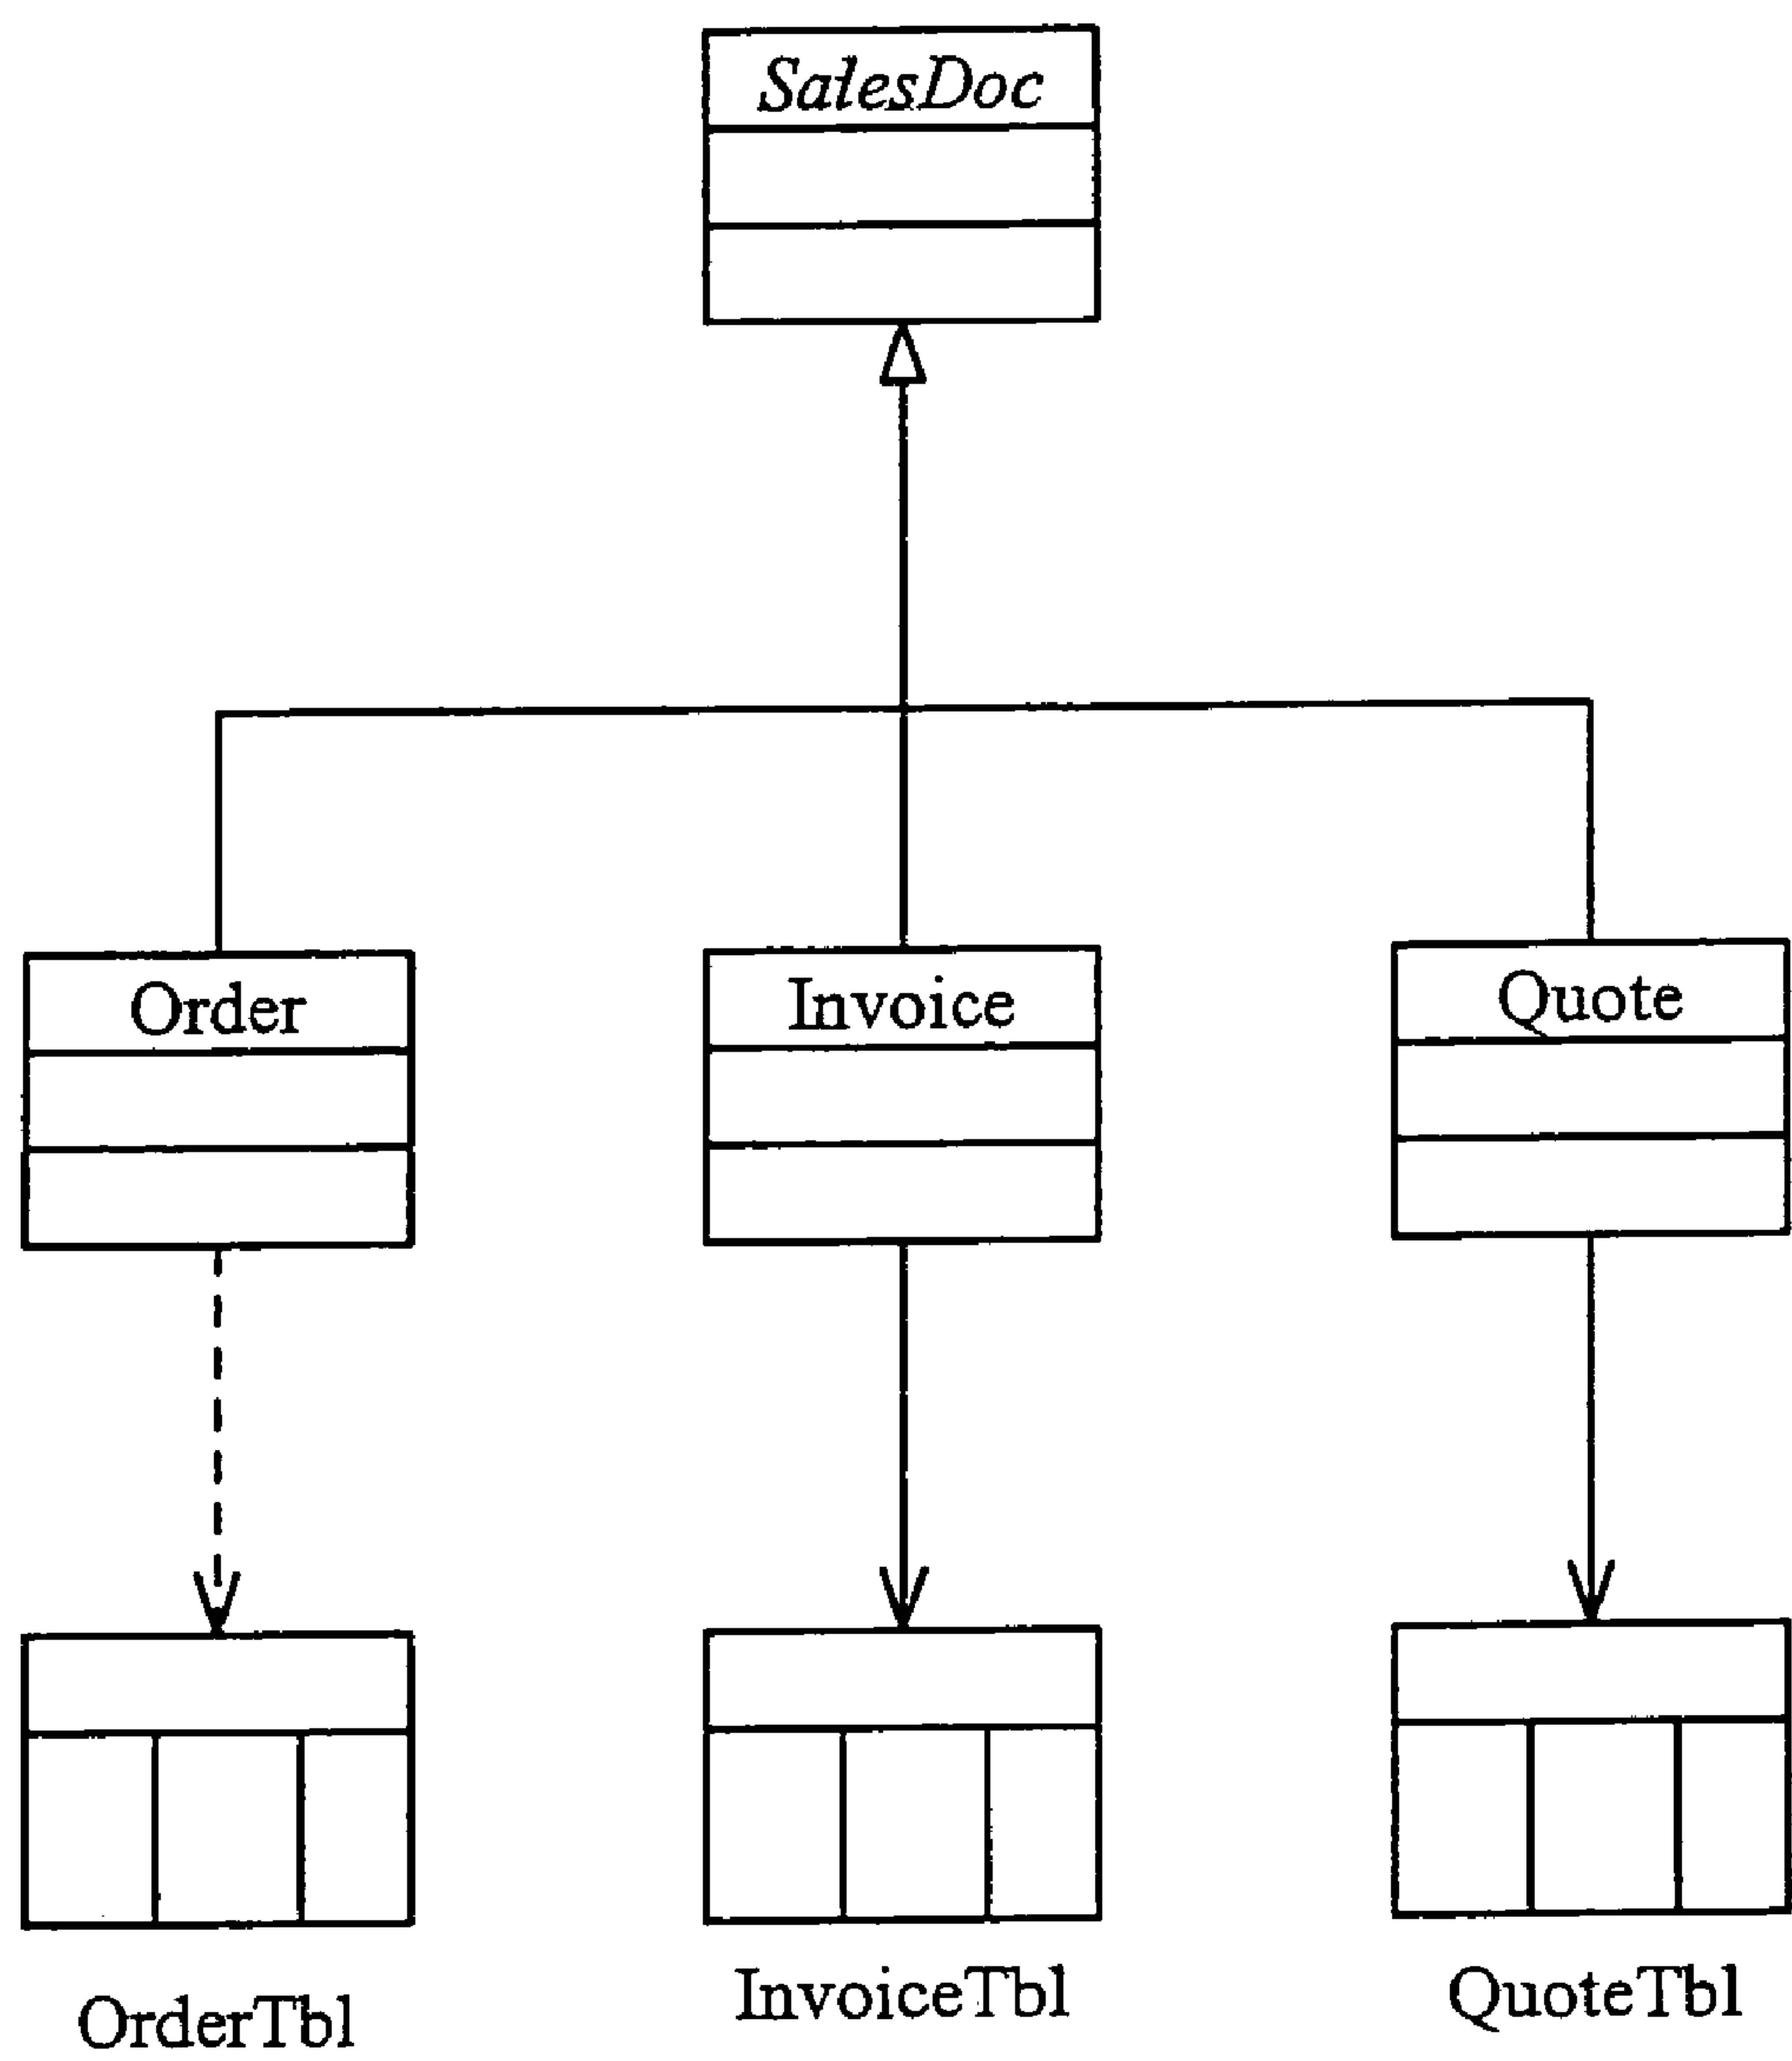 SalesDoc
Order
Invoice
Quote
OrderTbl
InvoiceTbl
QuoteTbl